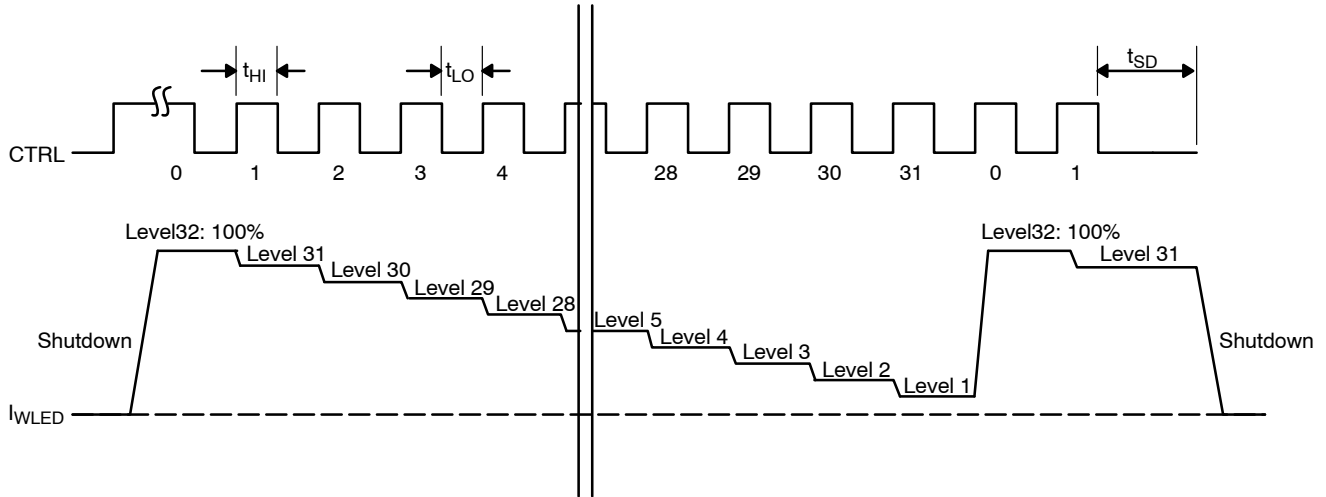 tHI
tLO
tSD
CTRL
0 1 2 3 4 28 29 30 31 0 1
Level32: 100%
Level 31
Level 30
Level 29
Level 28
Level 5
Level 4
Level 3
Level 2
Level 1
Level32: 100%
Level 31
Shutdown
Shutdown
IWLED